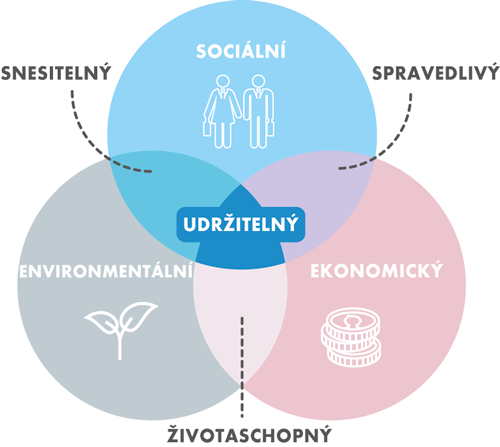 SOCIÁLNÍ
SNESITELNÝ
SPRAVEDLIVÝ
UDRŽITELNÝ
ENVIRONMENTÁLNÍ
EKONOMICKÝ
ŽIVOTASCHOPNÝ